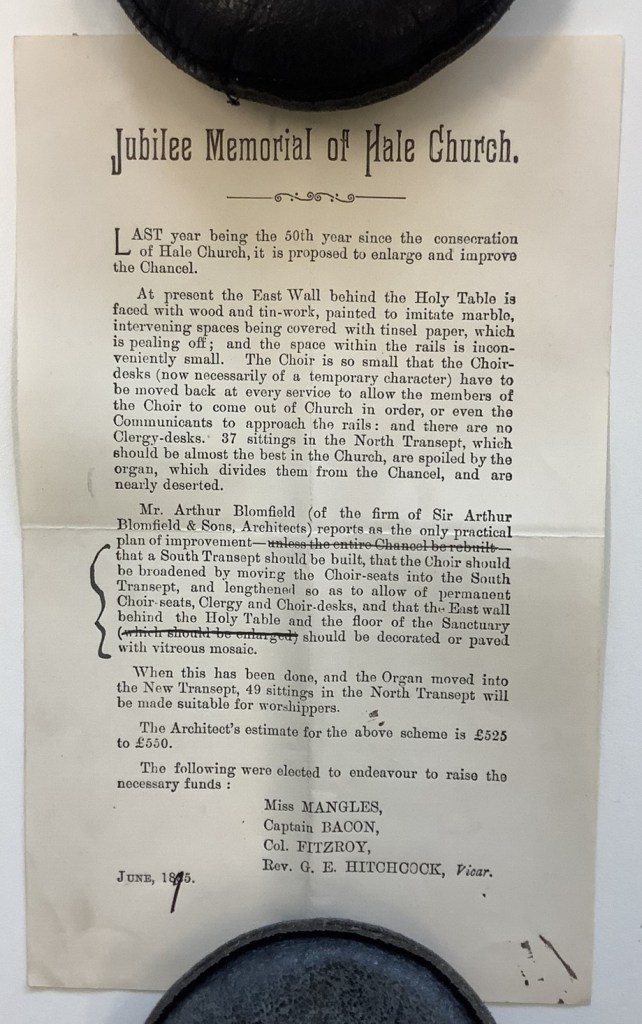 Jubilee Memorial of Hale Church.
LAST year being the 50th year since the consecration
of Hale Church, it is proposed to enlarge and improve
the Chancel.
At present the East Wall behind the Holy Table is
faced with wood and tin-work, painted to imitate marble,
intervening spaces being covered with tinsel paper, which
is pealing off; and the space within the rails is incon-
veniently small. The Choir is so small that the Choir-
desks (now necessarily of a temporary character) have to
be moved back at every service to allow the members of
the Choir to come out of Church in order, or even the
Communicants to approach the rails: and there are no
Clergy-desks. 37 sittings in the North Transept, which
should be almost the best in the Church, are spoiled by the
organ, which divides them from the Chancel, and are
nearly deserted.
Mr. Arthur Blomfield (of the firm of Sir Arthur
Blomfield & Sons, Architects) reports as the only practical
plan of improvement—unless the entire Chancel be rebuilt—
that a South Transept should be built, that the Choir should
be broadened by moving the Choir-seats into the South
Transept, and lengthened so as to allow of permanent
Choir-seats, Clergy and Choir-desks, and that the East wall
behind the Holy Table and the floor of the Sanctuary
(which should be enlarged) should be decorated or paved
with vitreous mosaic.
When this has been done, and the Organ moved into
the New Transept, 49 sittings in the North Transept will
be made suitable for worshippers.
The Architect's estimate for the above scheme is £525
to £550.
The following were elected to endeavour to raise the
necessary funds:
Miss MANGLES,
Captain BACON,
Col. FITZROY,
Rev. G. E. HITCHCOCK, Vicar.
JUNE, 1895.